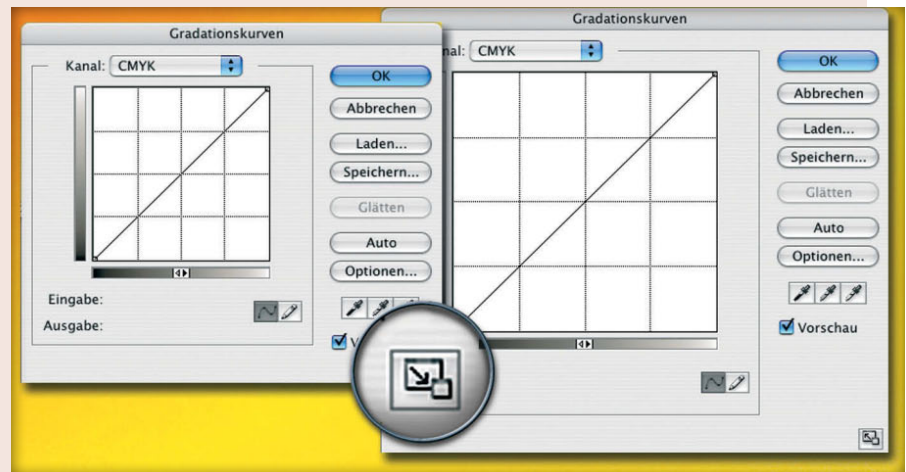 Gradationskurven
Kanal: CMYK
OK
Abbrechen
Laden...
Speichern...
Glätten
Auto
Optionen...
Eingabe:
Ausgabe:
V
Gradationskurven
nal: CMYK
OK
Abbrechen
Laden...
Speichern...
Glätten
Auto
Optionen...
Vorschau